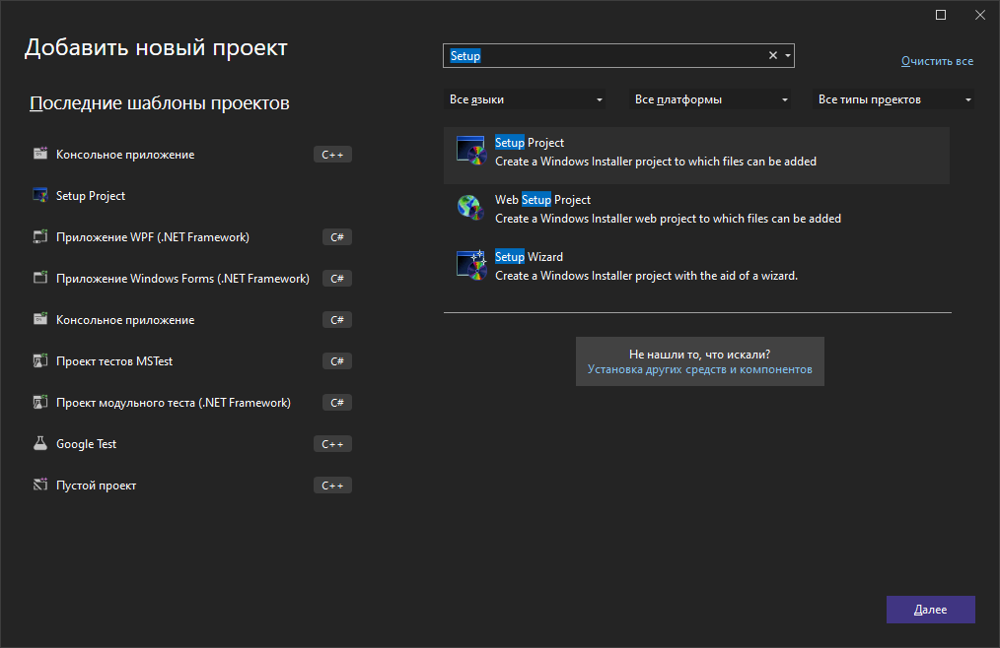 Добавить новый проект
Setup
Очистить все
Последние шаблоны проектов
Все языки
Все платформы
Все типы проектов
Консольное приложение C++
Setup Project
Приложение WPF (.NET Framework) C#
Приложение Windows Forms (.NET Framework) C#
Консольное приложение C#
Проект тестов MSTest C#
Проект модульного теста (.NET Framework) C#
Google Test C++
Пустой проект C++
Setup Project
Create a Windows Installer project to which files can be added
Web Setup Project
Create a Windows Installer web project to which files can be added
Setup Wizard
Create a Windows Installer project with the aid of a wizard.
Не нашли то, что искали?
Установка других средств и компонентов
Далее